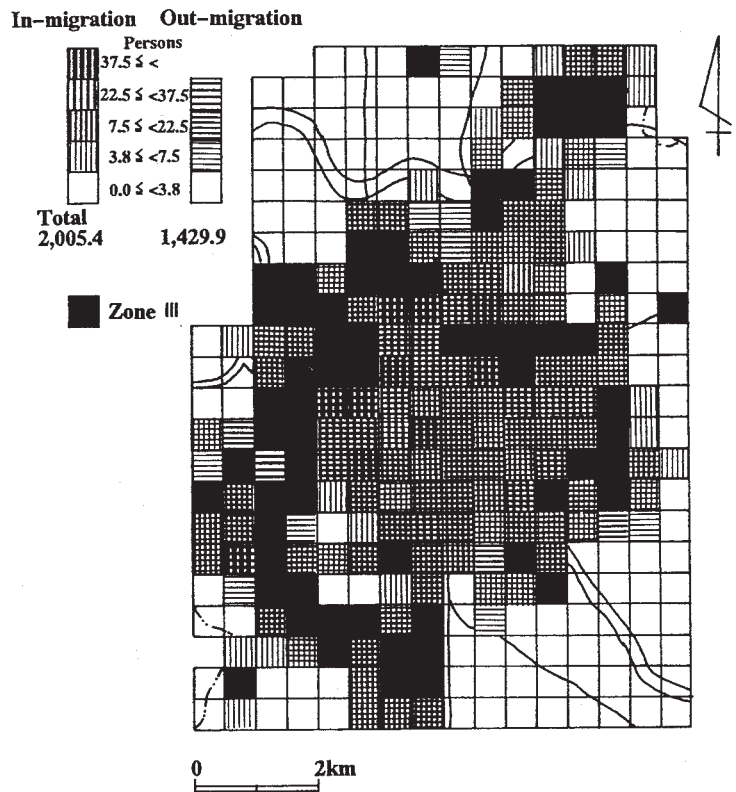 In–migration Out–migration
Persons
37.5 ≦ <
22.5 ≦ <37.5
7.5 ≦ <22.5
3.8 ≦ <7.5
0.0 ≦ <3.8
Total
2,005.4 1,429.9
Zone Ⅲ
0 2km